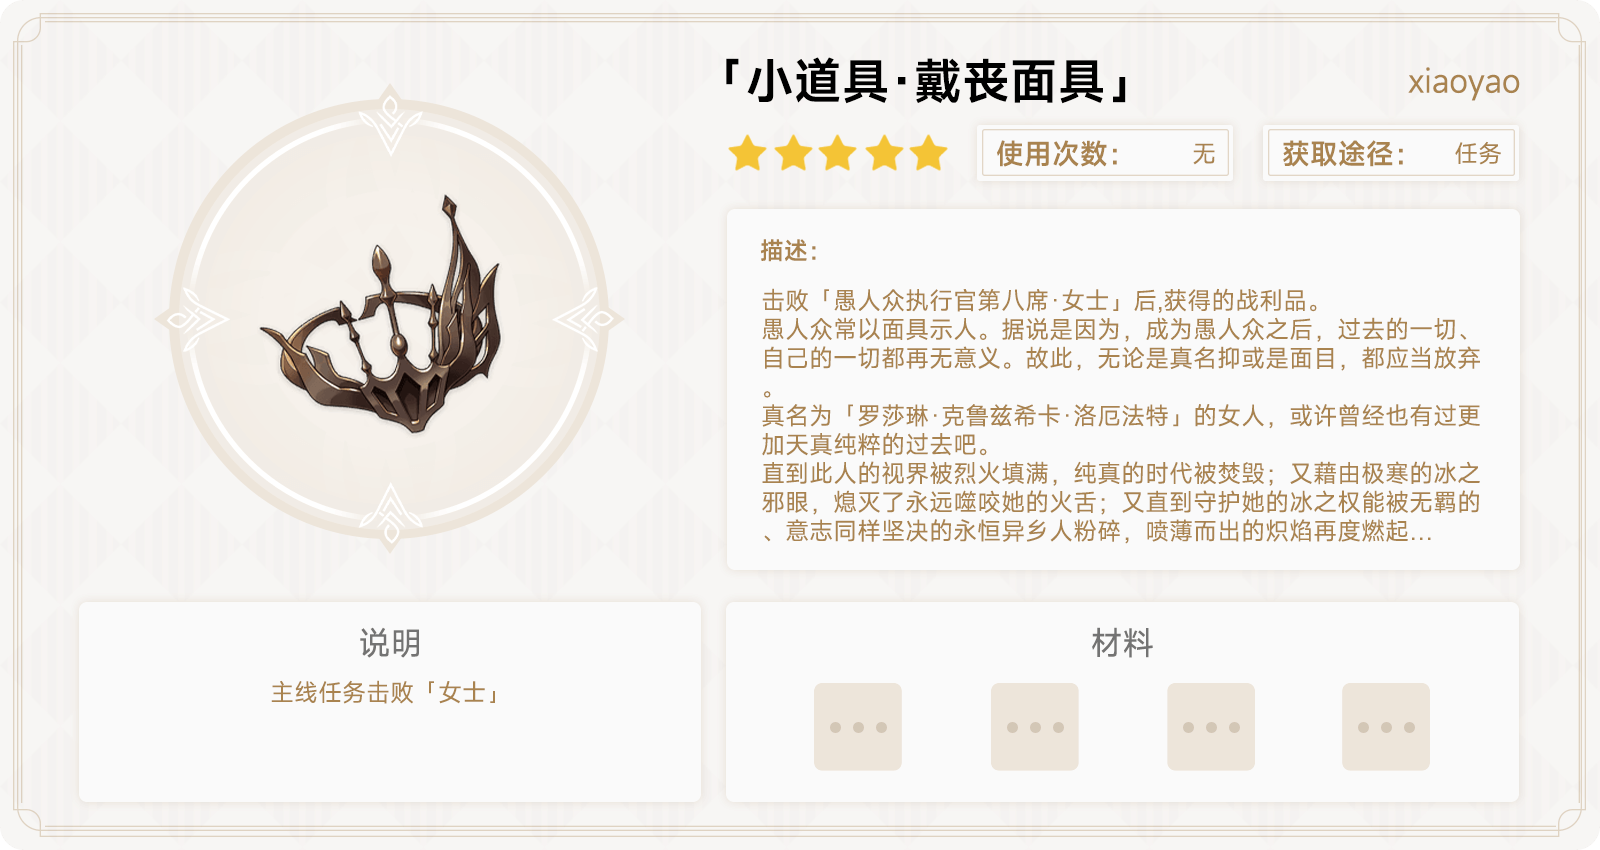 「小道具·戴丧面具」
xiaoyao
使用次数： 无
获取途径： 任务
描述：
击败「愚人众执行官第八席·女士」后,获得的战利品。
愚人众常以面具示人。据说是因为，成为愚人众之后，过去的一切、
自己的一切都再无意义。故此，无论是真名抑或是面目，都应当放弃
。
真名为「罗莎琳·克鲁兹希卡·洛厄法特」的女人，或许曾经也有过更
加天真纯粹的过去吧。
直到此人的视界被烈火填满，纯真的时代被焚毁；又藉由极寒的冰之
邪眼，熄灭了永远噬咬她的火舌；又直到守护她的冰之权能被无羁的
、意志同样坚决的永恒异乡人粉碎，喷薄而出的炽焰再度燃起...
说明
主线任务击败「女士」
材料